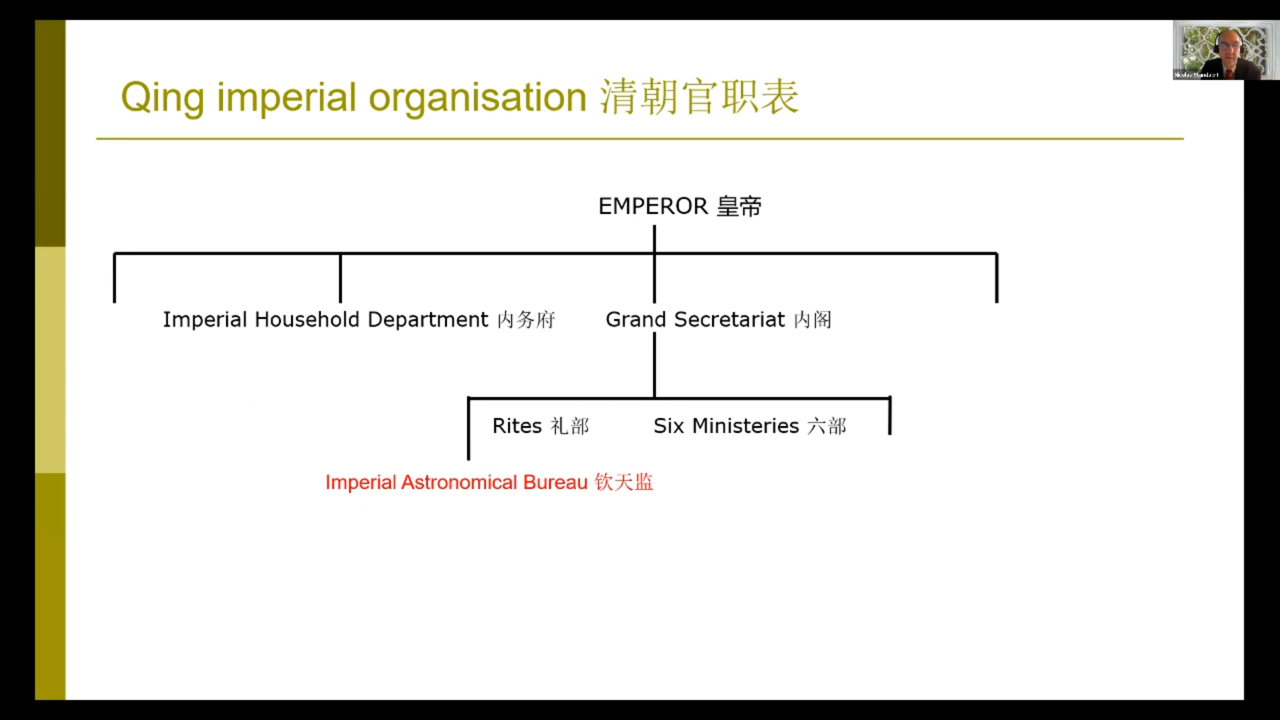 Qing imperial organisation 清朝官职表
EMPEROR 皇帝
Imperial Household Department 内务府
Grand Secretariat 内阁
Rites 礼部
Six Ministeries 六部
Imperial Astronomical Bureau 钦天监